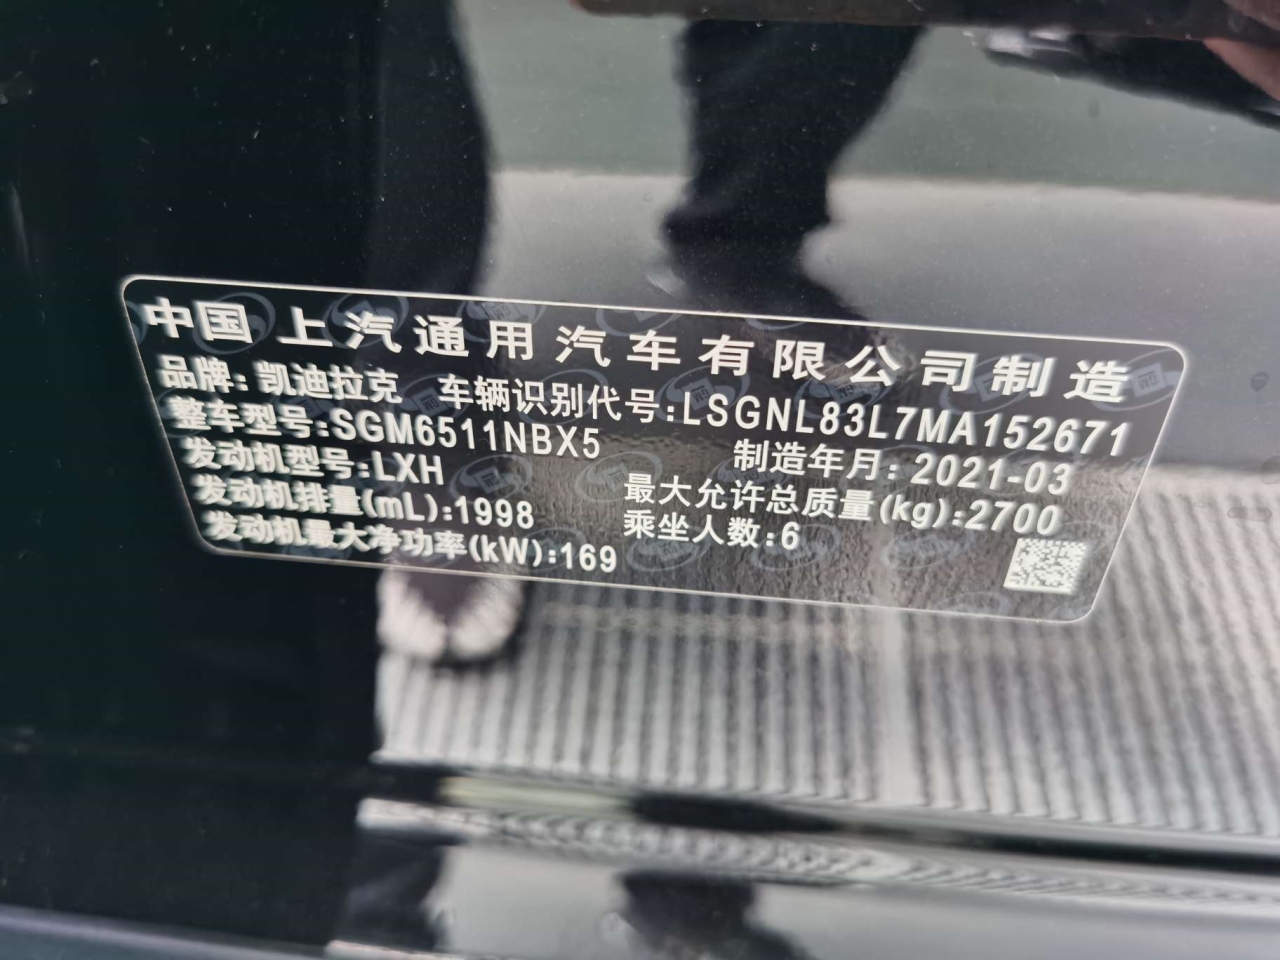 中国 上汽通用汽车有限公司制造
品牌:凯迪拉克 车辆识别代号:LSGNL83L7MA152671
整车型号:SGM6511NBX5 制造年月:2021-03
发动机型号:LXH 最大允许总质量(kg):2700
发动机排量(mL):1998 乘坐人数:6
发动机最大净功率(kW):169